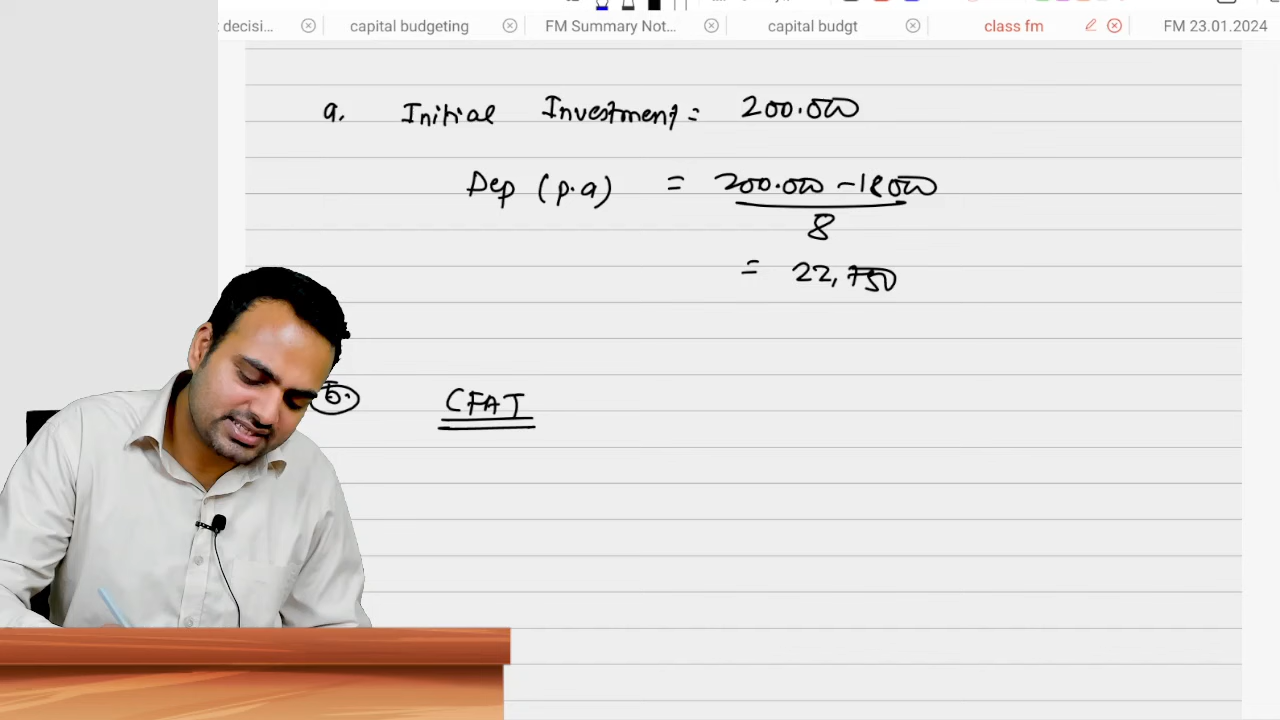 t decisi...
capital budgeting
FM Summary Not...
capital budgt
class fm
FM 23.01.2024
a. Initial Investment = 200.000
Dep (p.a) = 200.000 - 18000
8
= 22,750
b. CFAT